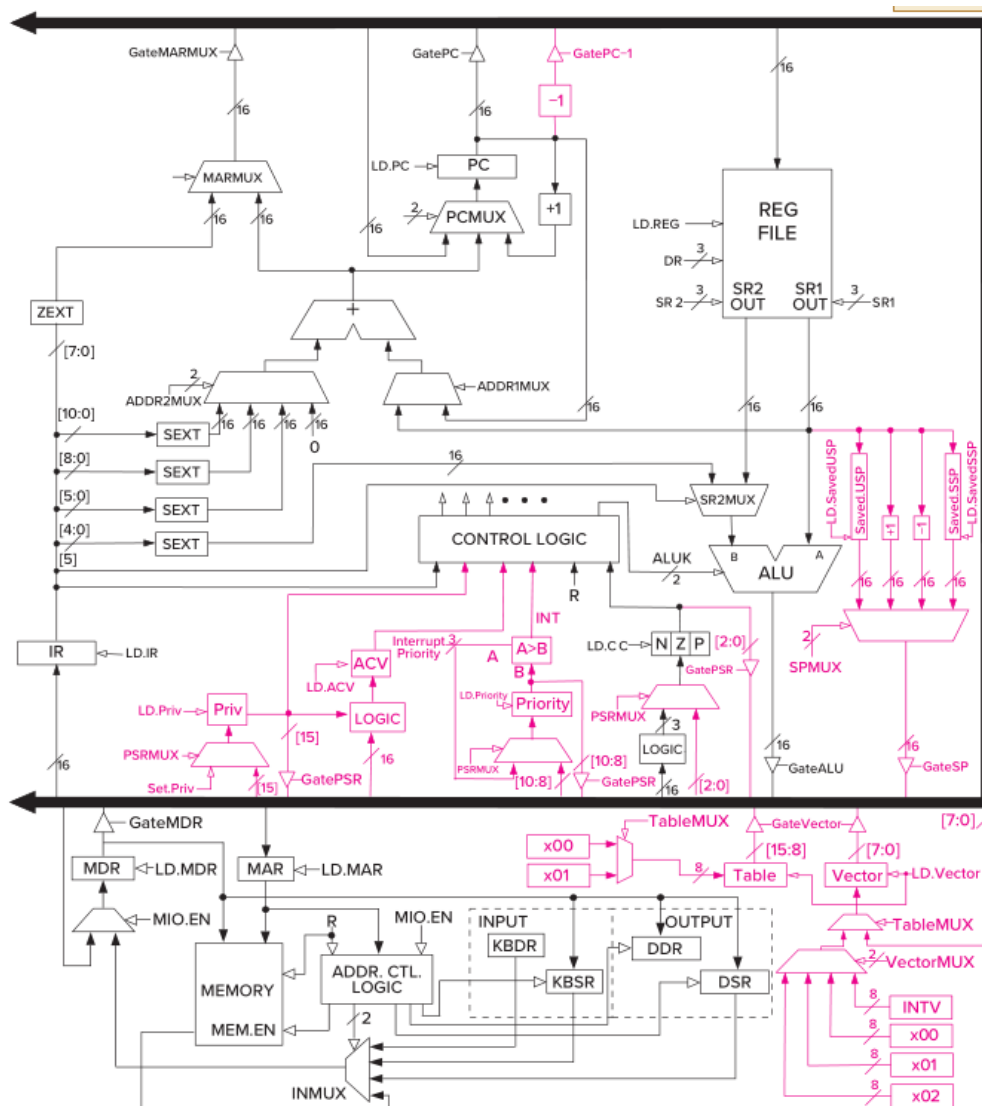 GateMARMUX
GatePC
GatePC-1
16
16
16
-1
MARMUX
LD.PC
PC
+1
2
PCMUX
16
16
16
REG
FILE
LD.REG
3
DR
3
SR2
SR2
OUT
SR1
OUT
3
SR1
ZEXT
[7:0]
+
2
ADDR2MUX
ADDR1MUX
16
16
16
16
16
16
16
0
[10:0]
SEXT
[8:0]
SEXT
[5:0]
SEXT
[4:0]
SEXT
[5]
16
SR2MUX
LD.SavedUSP
Saved.USP
+1
-1
Saved.SSP
LD.SavedSSP
CONTROL LOGIC
ALUK
2
B
A
ALU
16
16
16
16
R
INT
2
SPMUX
IR
LD.IR
Interrupt
Priority
3
A
A>B
B
LD.CC
N
Z
P
[2:0]
GatePSR
ACV
LD.ACV
LD.Priority
Priority
LD.Priv
Priv
LOGIC
[15]
PSRMUX
PSRMUX
PSRMUX
3
LOGIC
16
16
Set.Priv
[15]
GatePSR
[10:8]
[10:8]
GatePSR
16
[2:0]
16
GateALU
16
GateSP
GateMDR
MDR
LD.MDR
MAR
LD.MAR
MIO.EN
R
MIO.EN
INPUT
KBDR
OUTPUT
DDR
MEMORY
ADDR. CTL.
LOGIC
KBSR
DSR
MEM.EN
2
INMUX
TableMUX
x00
x01
8
GateVector
[15:8]
[7:0]
[7:0]
Table
Vector
LD.Vector
TableMUX
2
VectorMUX
8
INTV
8
x00
8
x01
8
x02